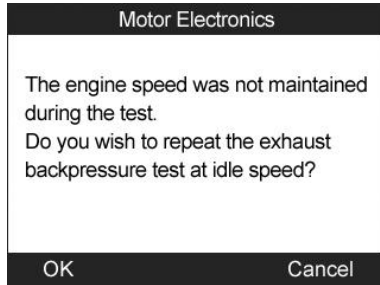 Motor Electronics
The engine speed was not maintained
during the test.
Do you wish to repeat the exhaust
backpressure test at idle speed?
OK
Cancel